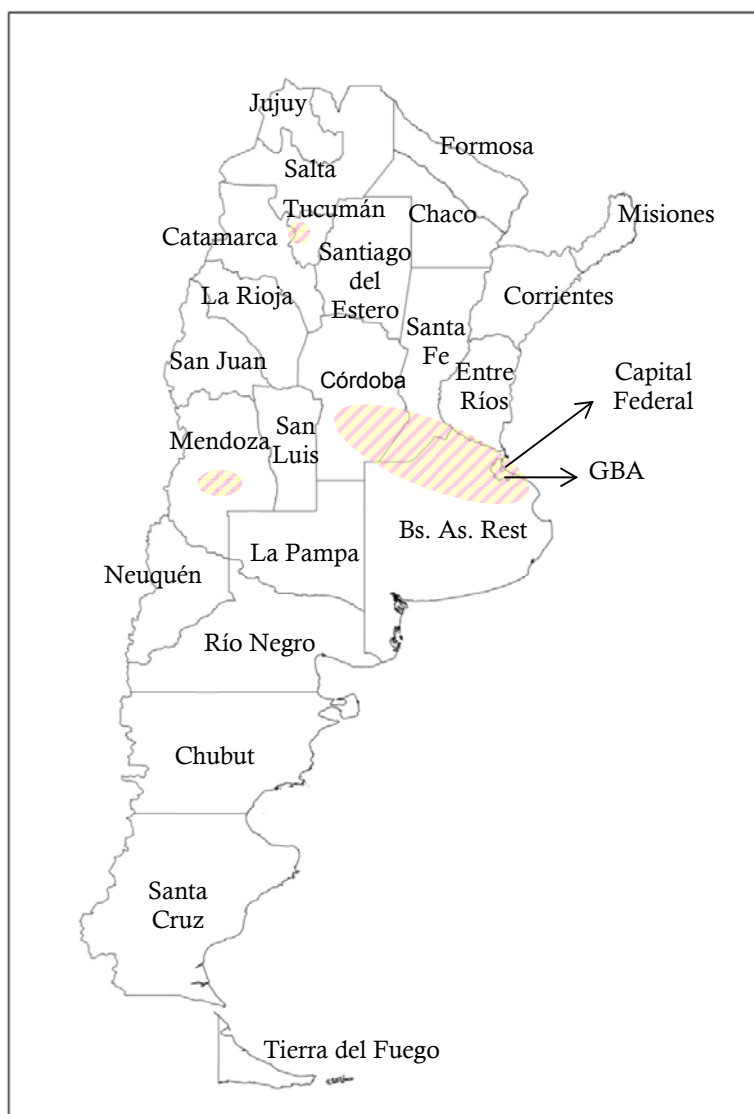 Jujuy
Formosa
Salta
Tucumán
Chaco
Misiones
Catamarca
Santiago
del
Estero
La Rioja
Corrientes
Santa
Fe
San Juan
Córdoba
Entre
Ríos
Capital
Federal
Mendoza
San
Luis
GBA
Bs. As. Rest
La Pampa
Neuquén
Río Negro
Chubut
Santa
Cruz
Tierra del Fuego